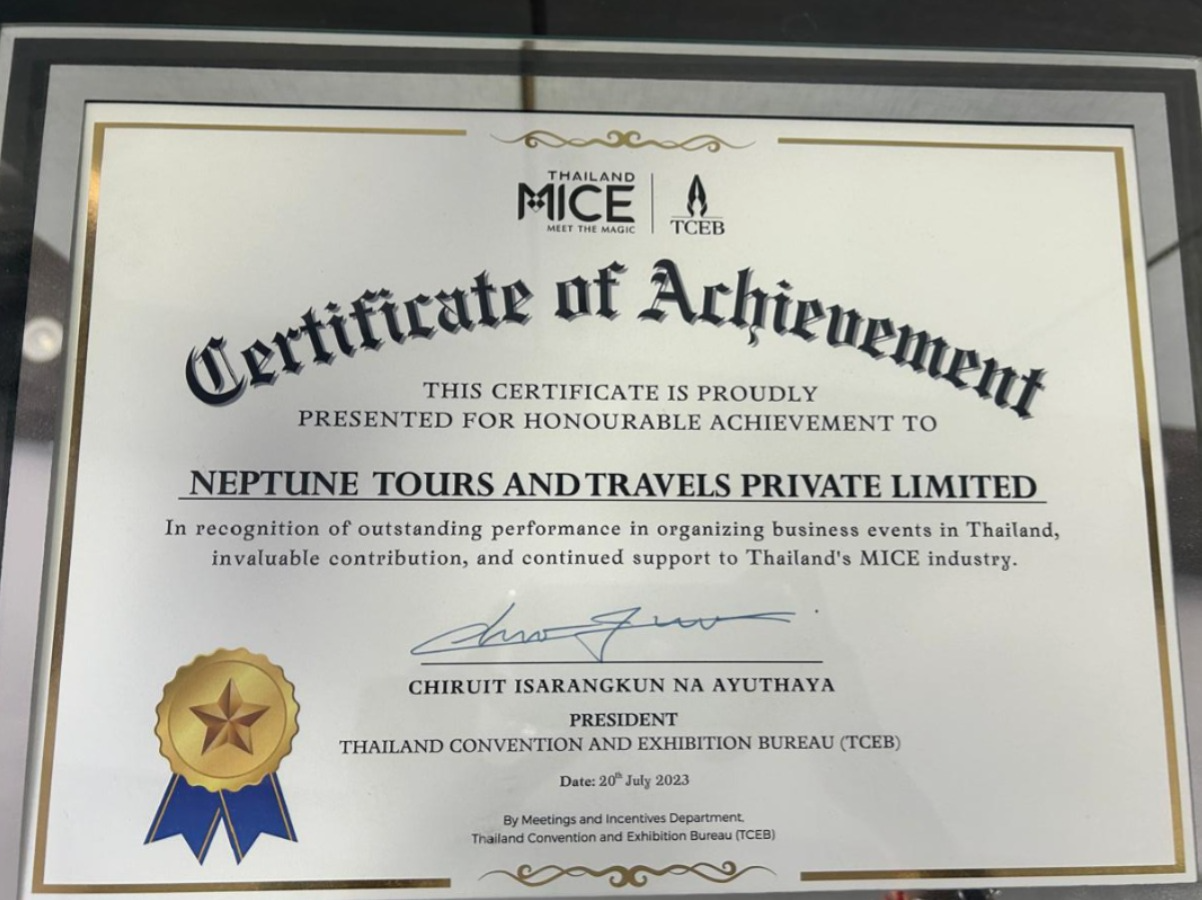 THAILAND
MICE
MEET THE MAGIC
TCEB
Certificate of Achievement
THIS CERTIFICATE IS PROUDLY
PRESENTED FOR HONOURABLE ACHIEVEMENT TO
NEPTUNE TOURS AND TRAVELS PRIVATE LIMITED
In recognition of outstanding performance in organizing business events in Thailand,
invaluable contribution, and continued support to Thailand's MICE industry.
CHIRUIT ISARANGKUN NA AYUTHAYA
PRESIDENT
THAILAND CONVENTION AND EXHIBITION BUREAU (TCEB)
Date: 20th July 2023
By Meetings and Incentives Department,
Thailand Convention and Exhibition Bureau (TCEB)